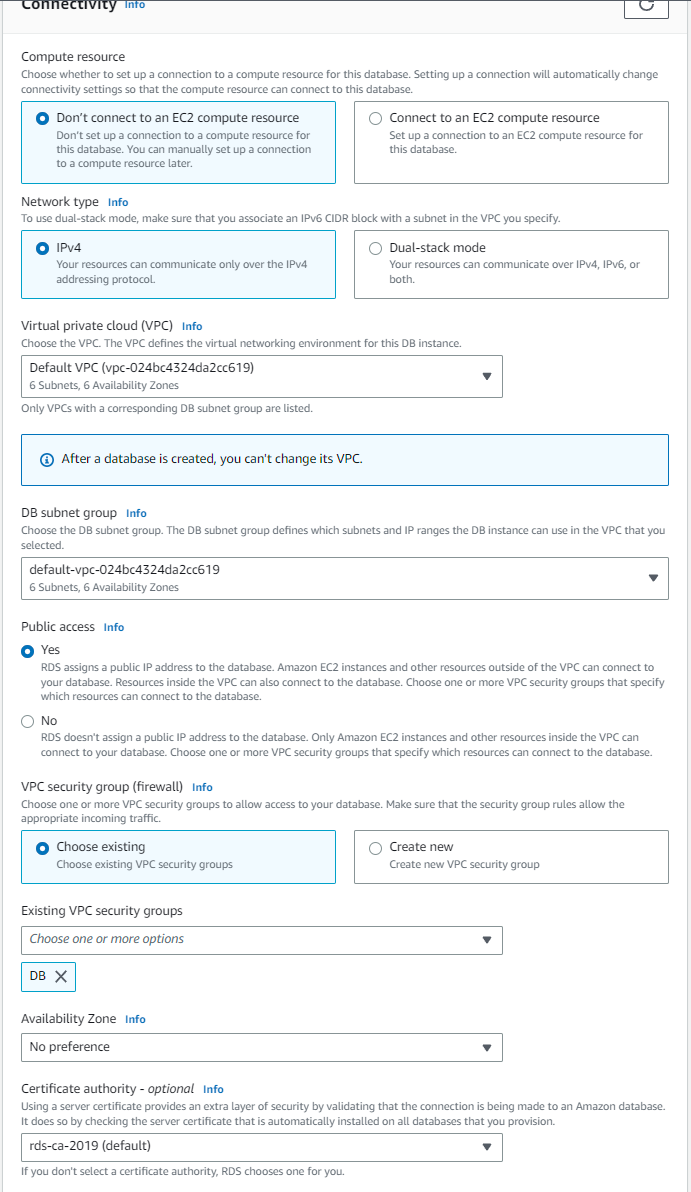 Connectivity Info
Compute resource
Choose whether to set up a connection to a compute resource for this database. Setting up a connection will automatically change
connectivity settings so that the compute resource can connect to this database.
Don't connect to an EC2 compute resource
Don't set up a connection to a compute resource for
this database. You can manually set up a connection
to a compute resource later.
Connect to an EC2 compute resource
Set up a connection to an EC2 compute resource for
this database.
Network type Info
To use dual-stack mode, make sure that you associate an IPv6 CIDR block with a subnet in the VPC you specify.
IPv4
Your resources can communicate only over the IPv4
addressing protocol.
Dual-stack mode
Your resources can communicate over IPv4, IPv6, or
both.
Virtual private cloud (VPC) Info
Choose the VPC. The VPC defines the virtual networking environment for this DB instance.
Default VPC (vpc-024bc4324da2cc619)
6 Subnets, 6 Availability Zones
Only VPCs with a corresponding DB subnet group are listed.
After a database is created, you can't change its VPC.
DB subnet group Info
Choose the DB subnet group. The DB subnet group defines which subnets and IP ranges the DB instance can use in the VPC that you
selected.
default-vpc-024bc4324da2cc619
6 Subnets, 6 Availability Zones
Public access Info
Yes
RDS assigns a public IP address to the database. Amazon EC2 instances and other resources outside of the VPC can connect to
your database. Resources inside the VPC can also connect to the database. Choose one or more VPC security groups that specify
which resources can connect to the database.
No
RDS doesn't assign a public IP address to the database. Only Amazon EC2 instances and other resources inside the VPC can
connect to your database. Choose one or more VPC security groups that specify which resources can connect to the database.
VPC security group (firewall) Info
Choose one or more VPC security groups to allow access to your database. Make sure that the security group rules allow the
appropriate incoming traffic.
Choose existing
Choose existing VPC security groups
Create new
Create new VPC security group
Existing VPC security groups
Choose one or more options
DB
Availability Zone Info
No preference
Certificate authority - optional Info
Using a server certificate provides an extra layer of security by validating that the connection is being made to an Amazon database.
It does so by checking the server certificate that is automatically installed on all databases that you provision.
rds-ca-2019 (default)
If you don't select a certificate authority, RDS chooses one for you.